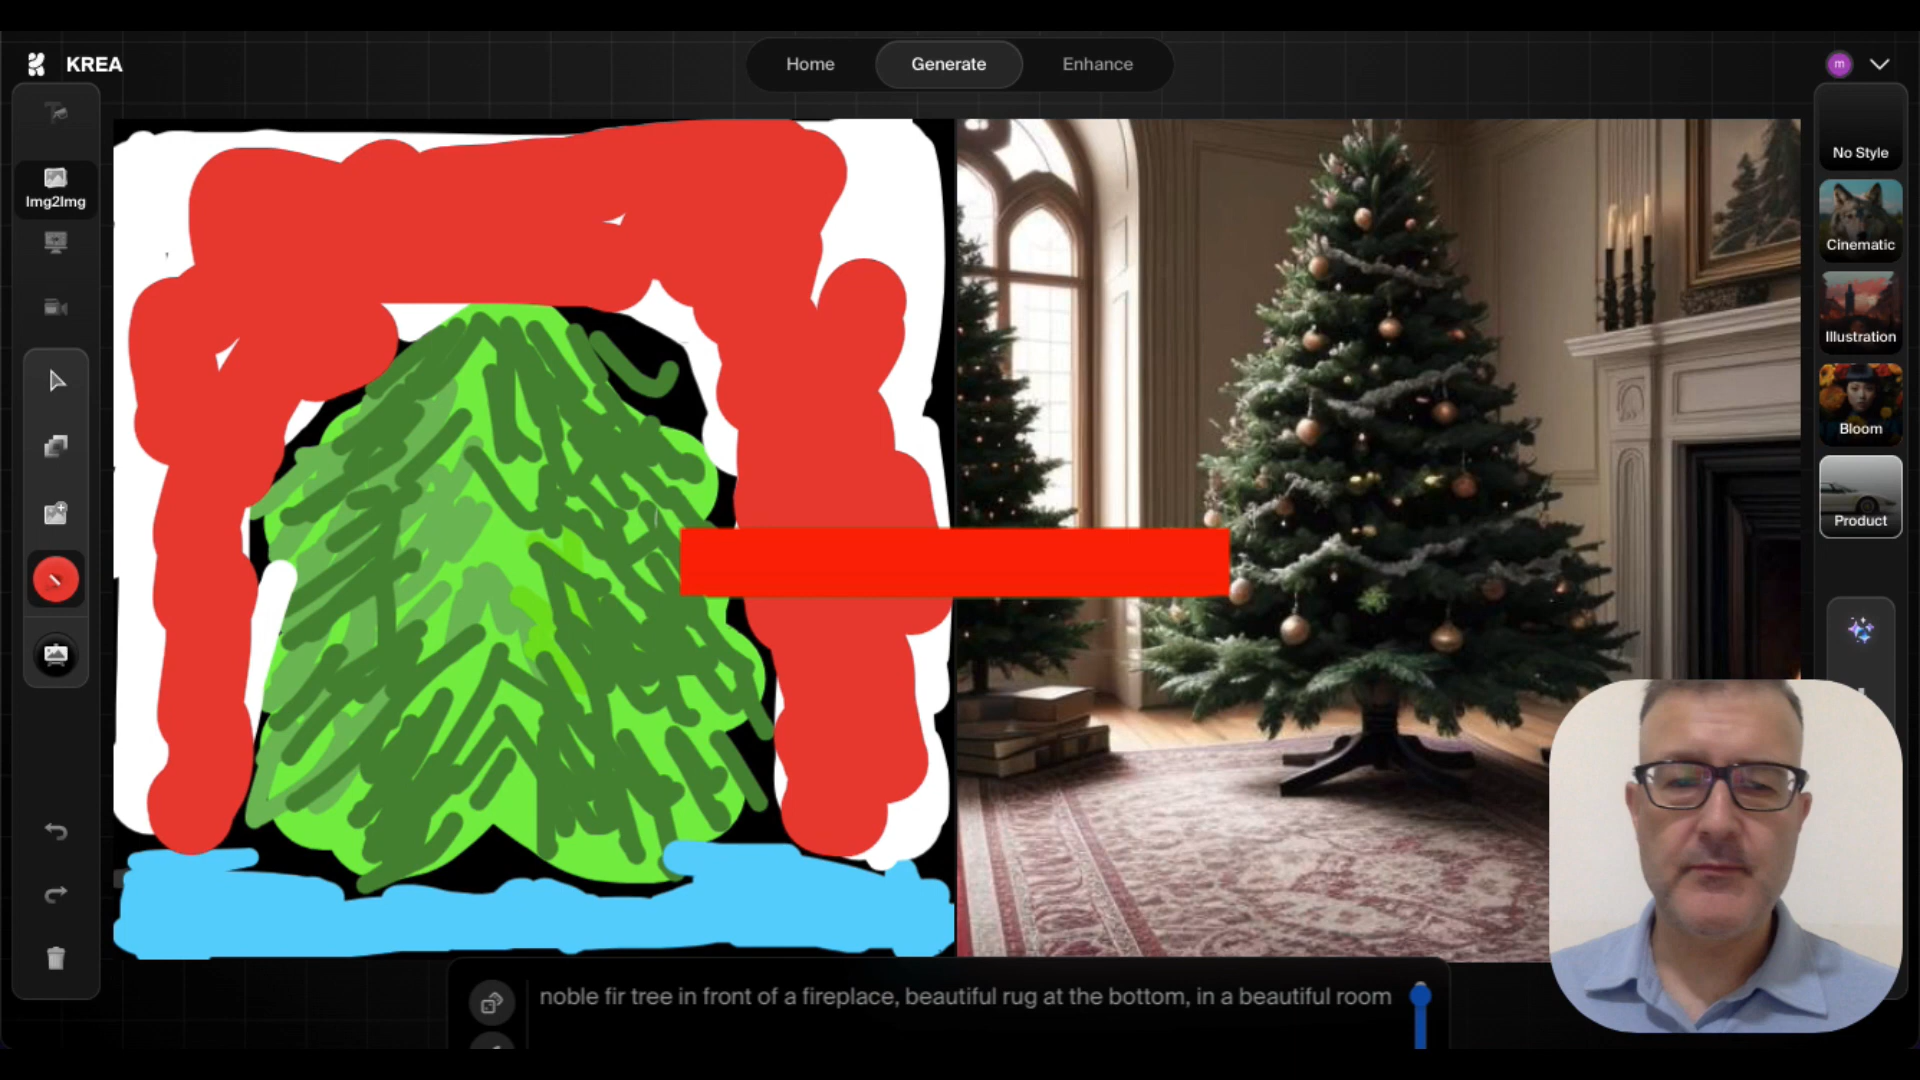 KREA
Home
Generate
Enhance
m
Img2Img
No Style
Cinematic
Illustration
Bloom
Product
noble fir tree in front of a fireplace, beautiful rug at the bottom, in a beautiful room